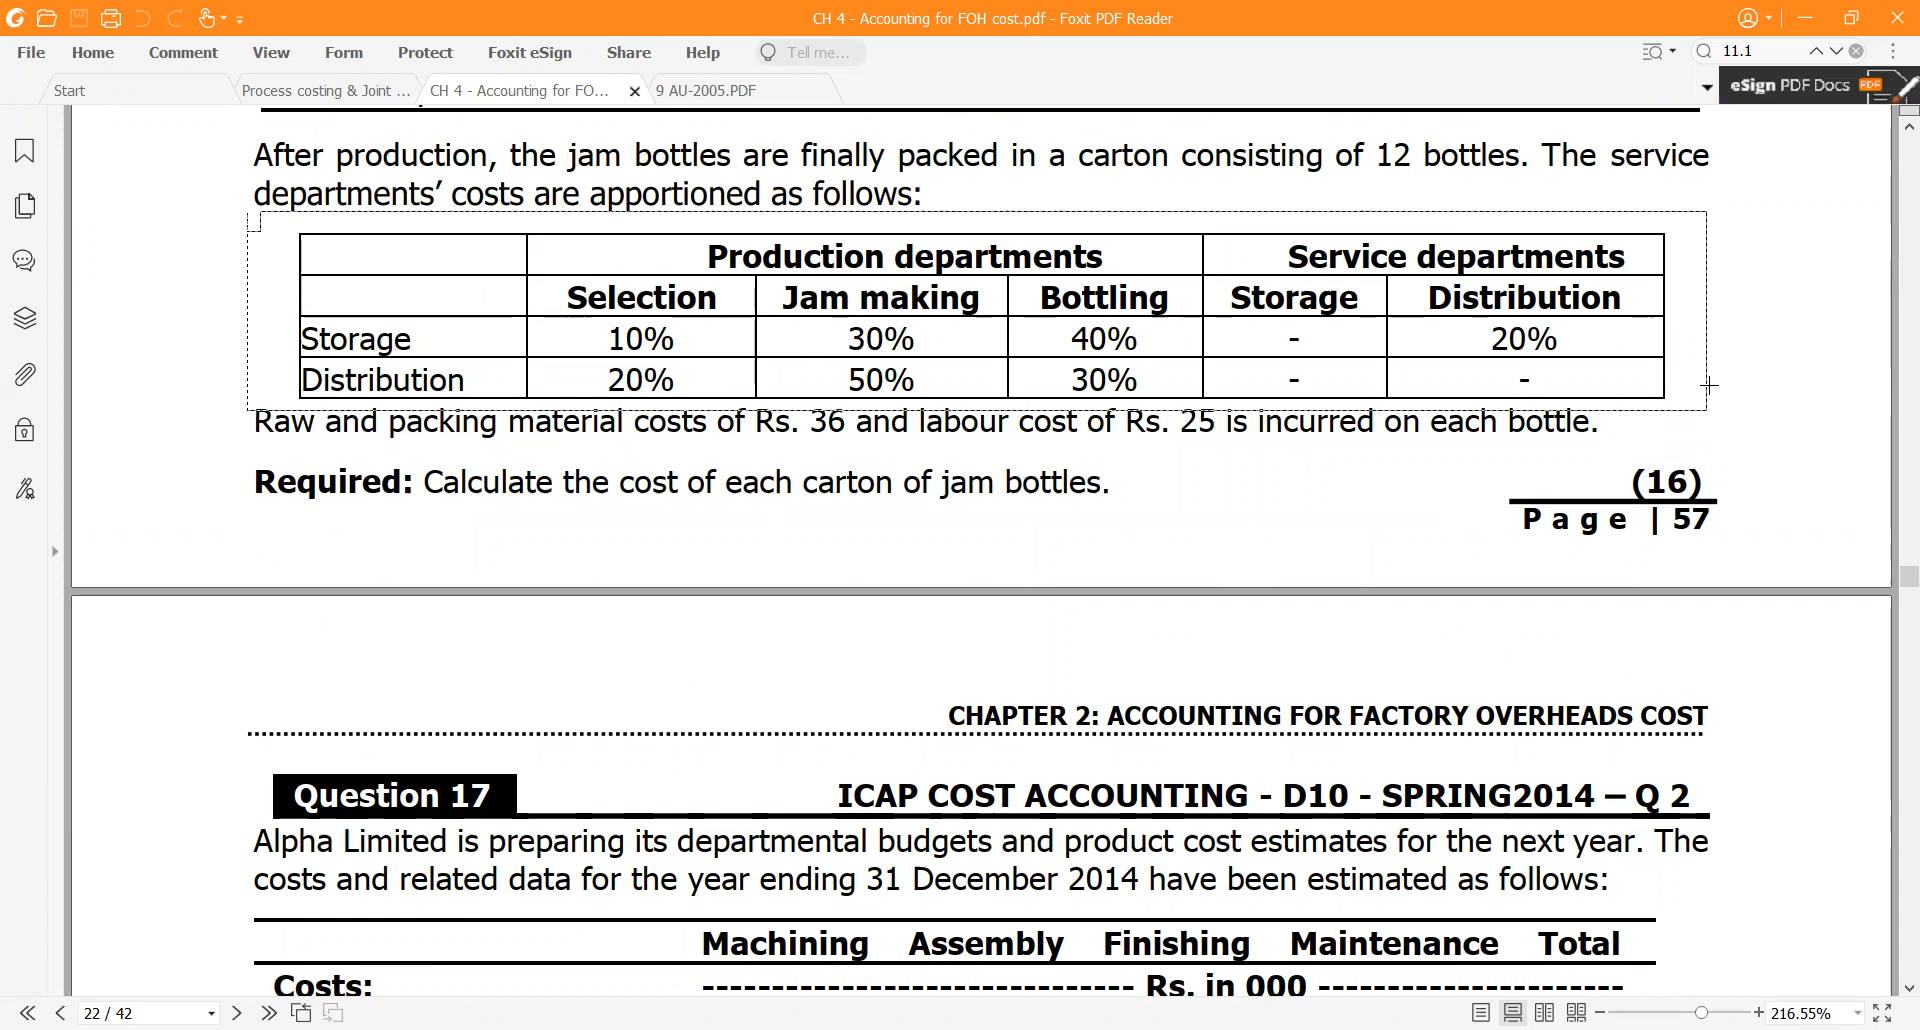 CH 4 - Accounting for FOH cost.pdf - Foxit PDF Reader
File Home Comment View Form Protect Foxit eSign Share Help Tell me... 11.1
Start Process costing & Joint ... CH 4 - Accounting for FO... 9 AU-2005.PDF eSign PDF Docs PDF
After production, the jam bottles are finally packed in a carton consisting of 12 bottles. The service
departments’ costs are apportioned as follows:
Production departments Service departments
Selection Jam making Bottling Storage Distribution
Storage 10% 30% 40% - 20%
Distribution 20% 50% 30% - -
Raw and packing material costs of Rs. 36 and labour cost of Rs. 25 is incurred on each bottle.
Required: Calculate the cost of each carton of jam bottles. (16)
Page | 57
CHAPTER 2: ACCOUNTING FOR FACTORY OVERHEADS COST
Question 17 ICAP COST ACCOUNTING - D10 - SPRING2014 – Q 2
Alpha Limited is preparing its departmental budgets and product cost estimates for the next year. The
costs and related data for the year ending 31 December 2014 have been estimated as follows:
Machining Assembly Finishing Maintenance Total
Costs: ------------------------------- Rs. in 000 ----------------------
22 / 42 216.55%